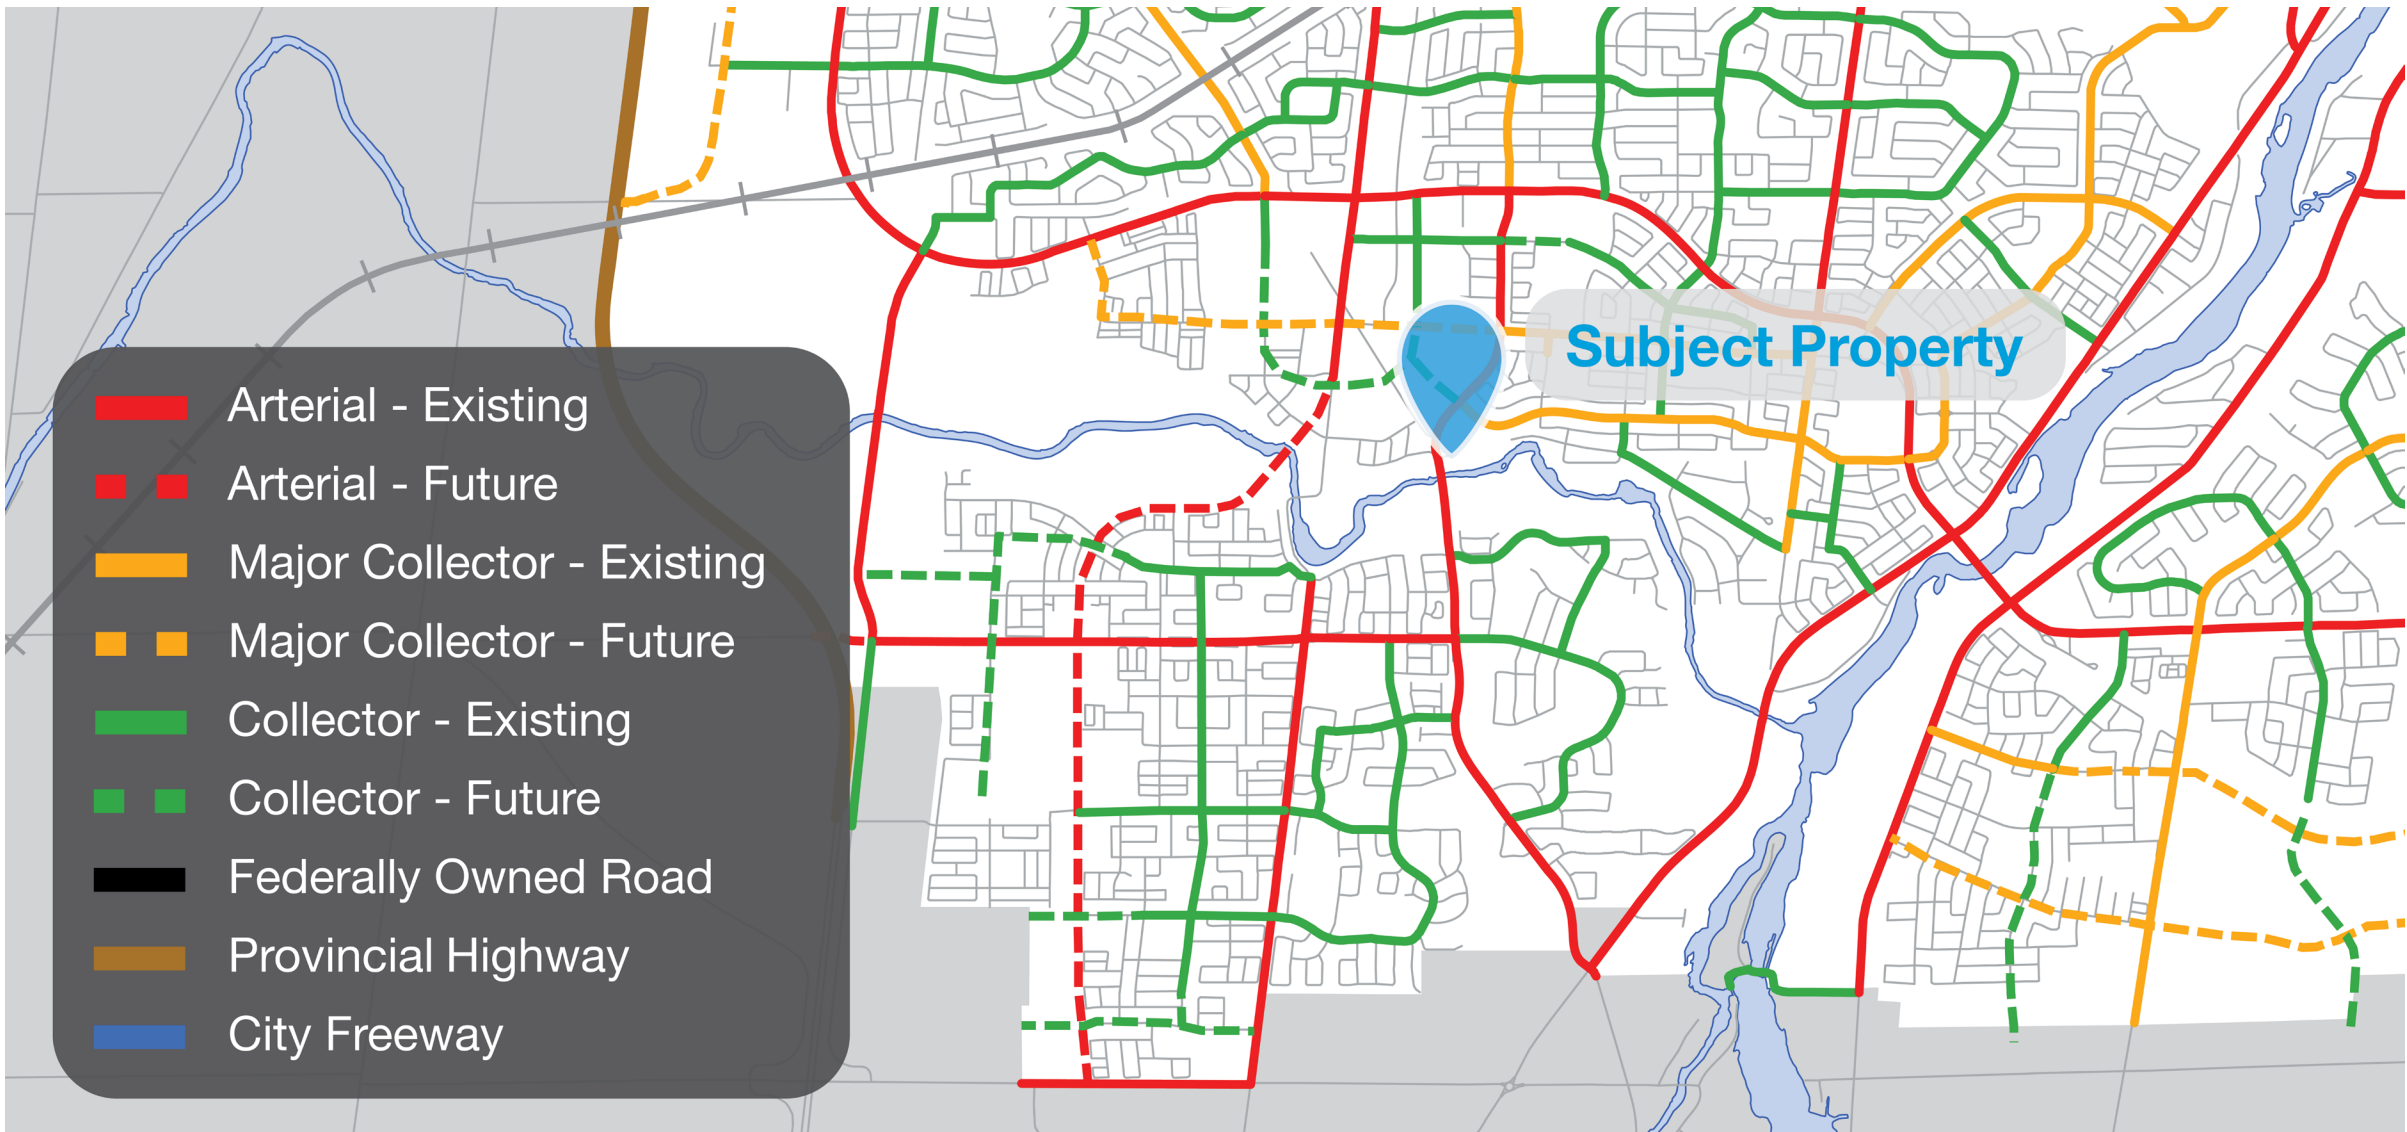 Subject Property
Arterial - Existing
Arterial - Future
Major Collector - Existing
Major Collector - Future
Collector - Existing
Collector - Future
Federally Owned Road
Provincial Highway
City Freeway